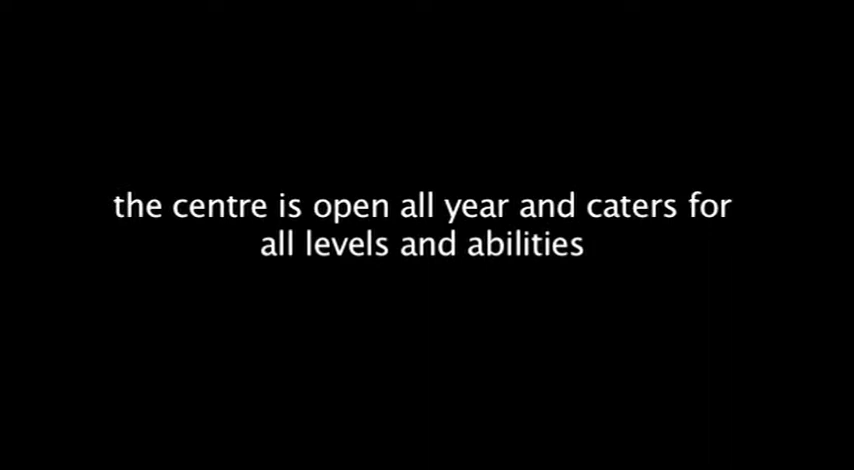 the centre is open all year and caters for
all levels and abilities